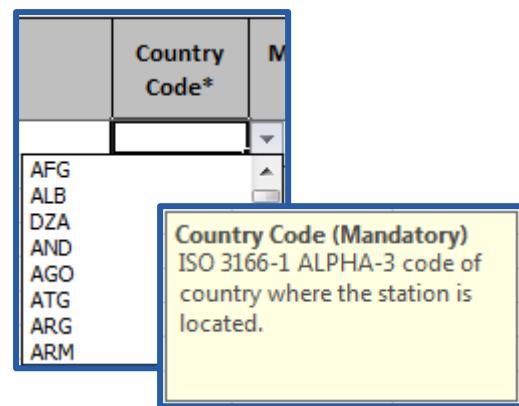 Country
Code*
M
AFG
ALB
DZA
AND
AGO
ATG
ARG
ARM
Country Code (Mandatory)
ISO 3166-1 ALPHA-3 code of
country where the station is
located.